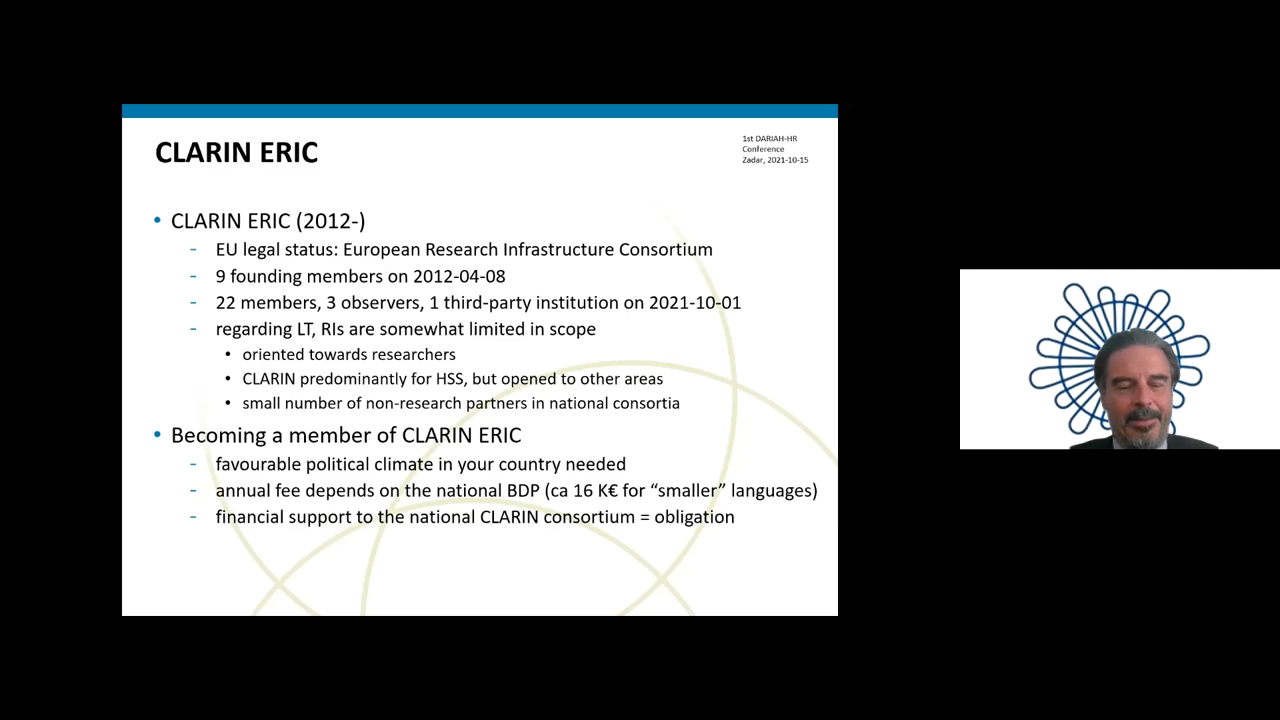 CLARIN ERIC
1st DARIAH-HR
Conference
Zadar, 2021-10-15
• CLARIN ERIC (2012-)
- EU legal status: European Research Infrastructure Consortium
- 9 founding members on 2012-04-08
- 22 members, 3 observers, 1 third-party institution on 2021-10-01
- regarding LT, RIs are somewhat limited in scope
• oriented towards researchers
• CLARIN predominantly for HSS, but opened to other areas
• small number of non-research partners in national consortia
• Becoming a member of CLARIN ERIC
- favourable political climate in your country needed
- annual fee depends on the national BDP (ca 16 K€ for “smaller” languages)
- financial support to the national CLARIN consortium = obligation